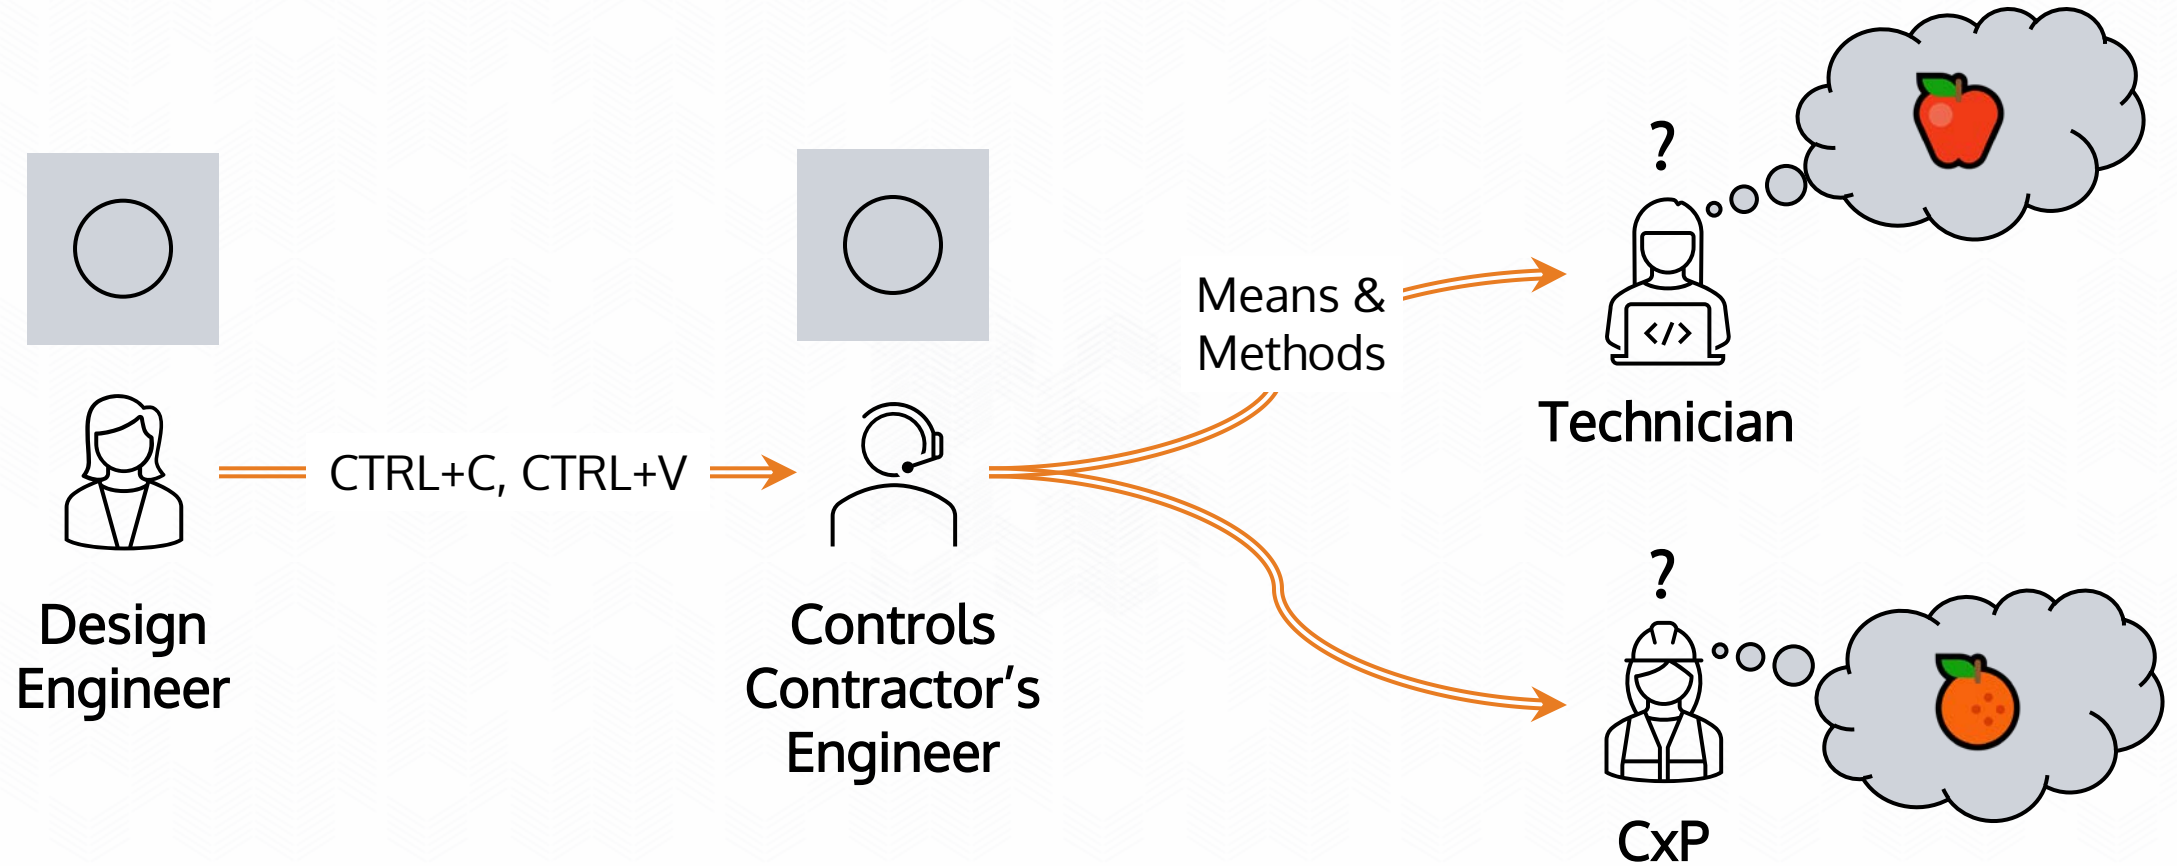 Design
Engineer
CTRL+C, CTRL+V
Controls
Contractor’s
Engineer
Means &
Methods
?
</>
Technician
?
CxP